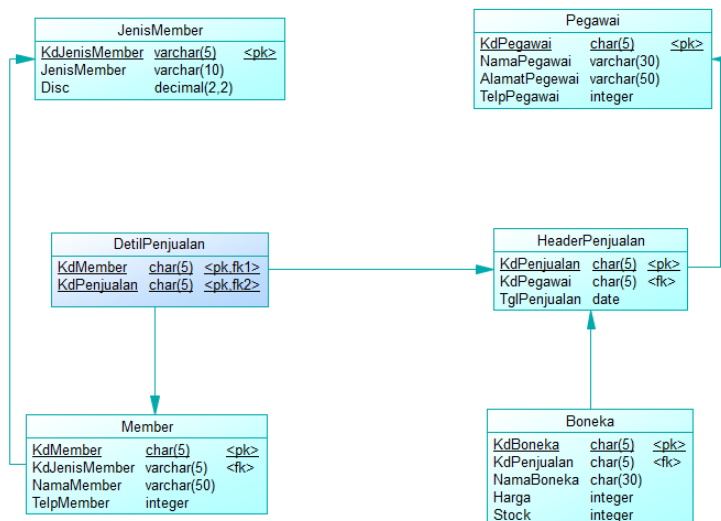 JenisMember
KdJenisMember varchar(5) <pk>
JenisMember varchar(10)
Disc decimal(2,2)
Pegawai
KdPegawai char(5) <pk>
NamaPegawai varchar(30)
AlamatPegewai varchar(50)
TelpPegawai integer
DetilPenjualan
KdMember char(5) <pk,fk1>
KdPenjualan char(5) <pk,fk2>
HeaderPenjualan
KdPenjualan char(5) <pk>
KdPegawai char(5) <fk>
TglPenjualan date
Member
KdMember char(5) <pk>
KdJenisMember varchar(5) <fk>
NamaMember varchar(50)
TelpMember integer
Boneka
KdBoneka char(5) <pk>
KdPenjualan char(5) <fk>
NamaBoneka char(30)
Harga integer
Stock integer